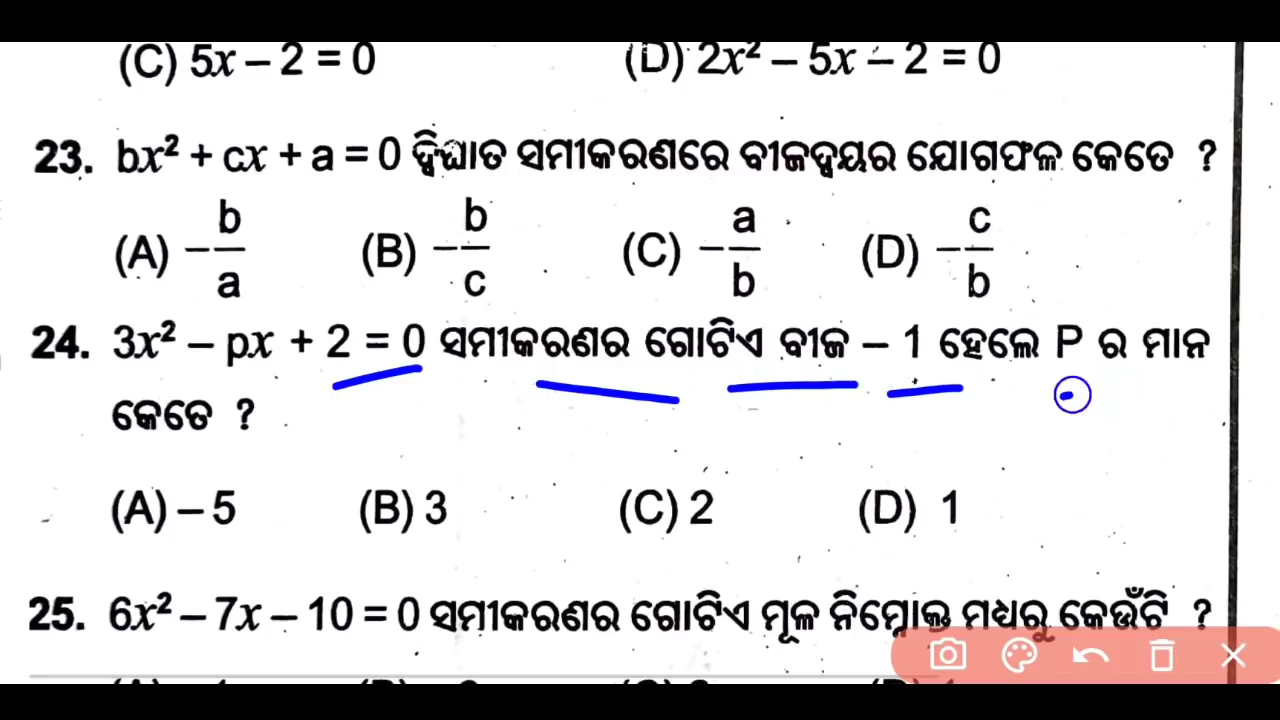 (C) 5x – 2 = 0 (D) 2x² – 5x – 2 = 0
23. bx² + cx + a = 0 ଦ୍ୱିଘାତ ସମୀକରଣରେ ବୀଜଦ୍ୱୟର ଯୋଗଫଳ କେତେ ?
(A) –b/a (B) –b/c (C) –a/b (D) –c/b
24. 3x² – px + 2 = 0 ସମୀକରଣର ଗୋଟିଏ ବୀଜ – 1 ହେଲେ P ର ମାନ
କେତେ ?
(A) – 5 (B) 3 (C) 2 (D) 1
25. 6x² – 7x – 10 = 0 ସମୀକରଣର ଗୋଟିଏ ମୂଳ ନିମ୍ନୋକ୍ତ ମଧ୍ୟରୁ କେଉଁଟି ?